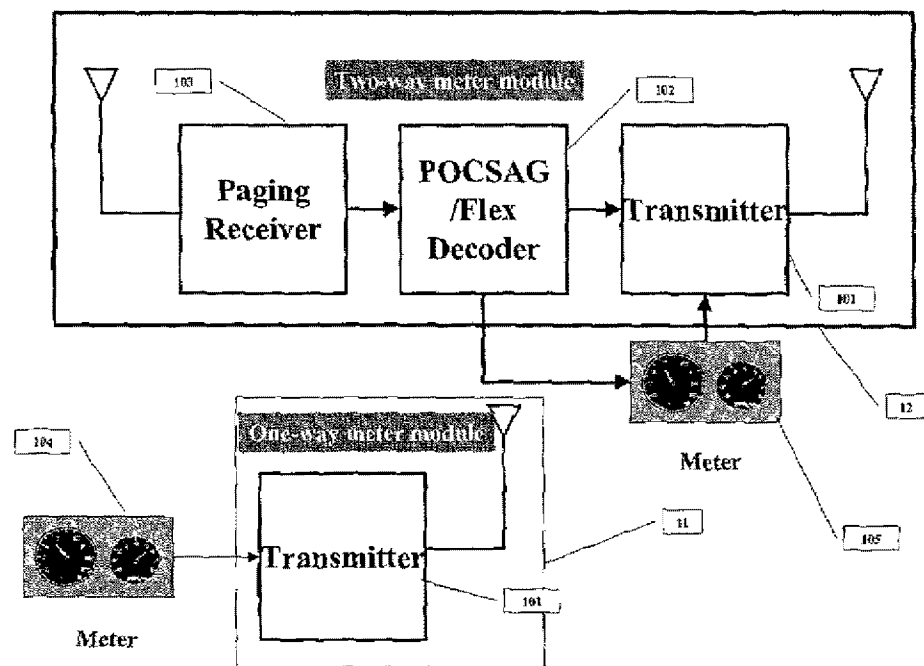 103
Two-way meter module
102
Paging
Receiver
POCSAG
/Flex
Decoder
Transmitter
101
12
104
One-way meter module
Meter
11
105
Transmitter
101
Meter